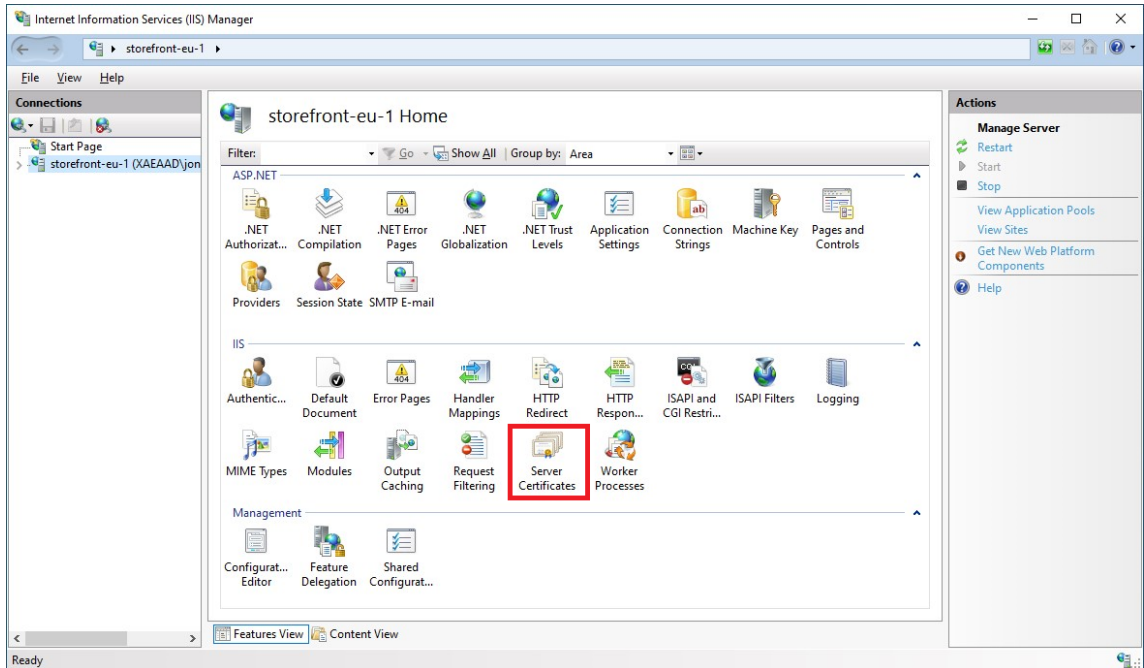 Internet Information Services (IIS) Manager
storefront-eu-1
File View Help
Connections
Start Page
storefront-eu-1 (XAEAAD\jon
storefront-eu-1 Home
Filter: Go Show All Group by: Area
ASP.NET
.NET Authorizat...
.NET Compilation
.NET Error Pages
.NET Globalization
.NET Trust Levels
Application Settings
Connection Strings
Machine Key
Pages and Controls
Providers
Session State
SMTP E-mail
IIS
Authentic...
Default Document
Error Pages
Handler Mappings
HTTP Redirect
HTTP Respon...
ISAPI and CGI Restri...
ISAPI Filters
Logging
MIME Types
Modules
Output Caching
Request Filtering
Server Certificates
Worker Processes
Management
Configurat... Editor
Feature Delegation
Shared Configurat...
Features View
Content View
Actions
Manage Server
Restart
Start
Stop
View Application Pools
View Sites
Get New Web Platform
Components
Help
Ready